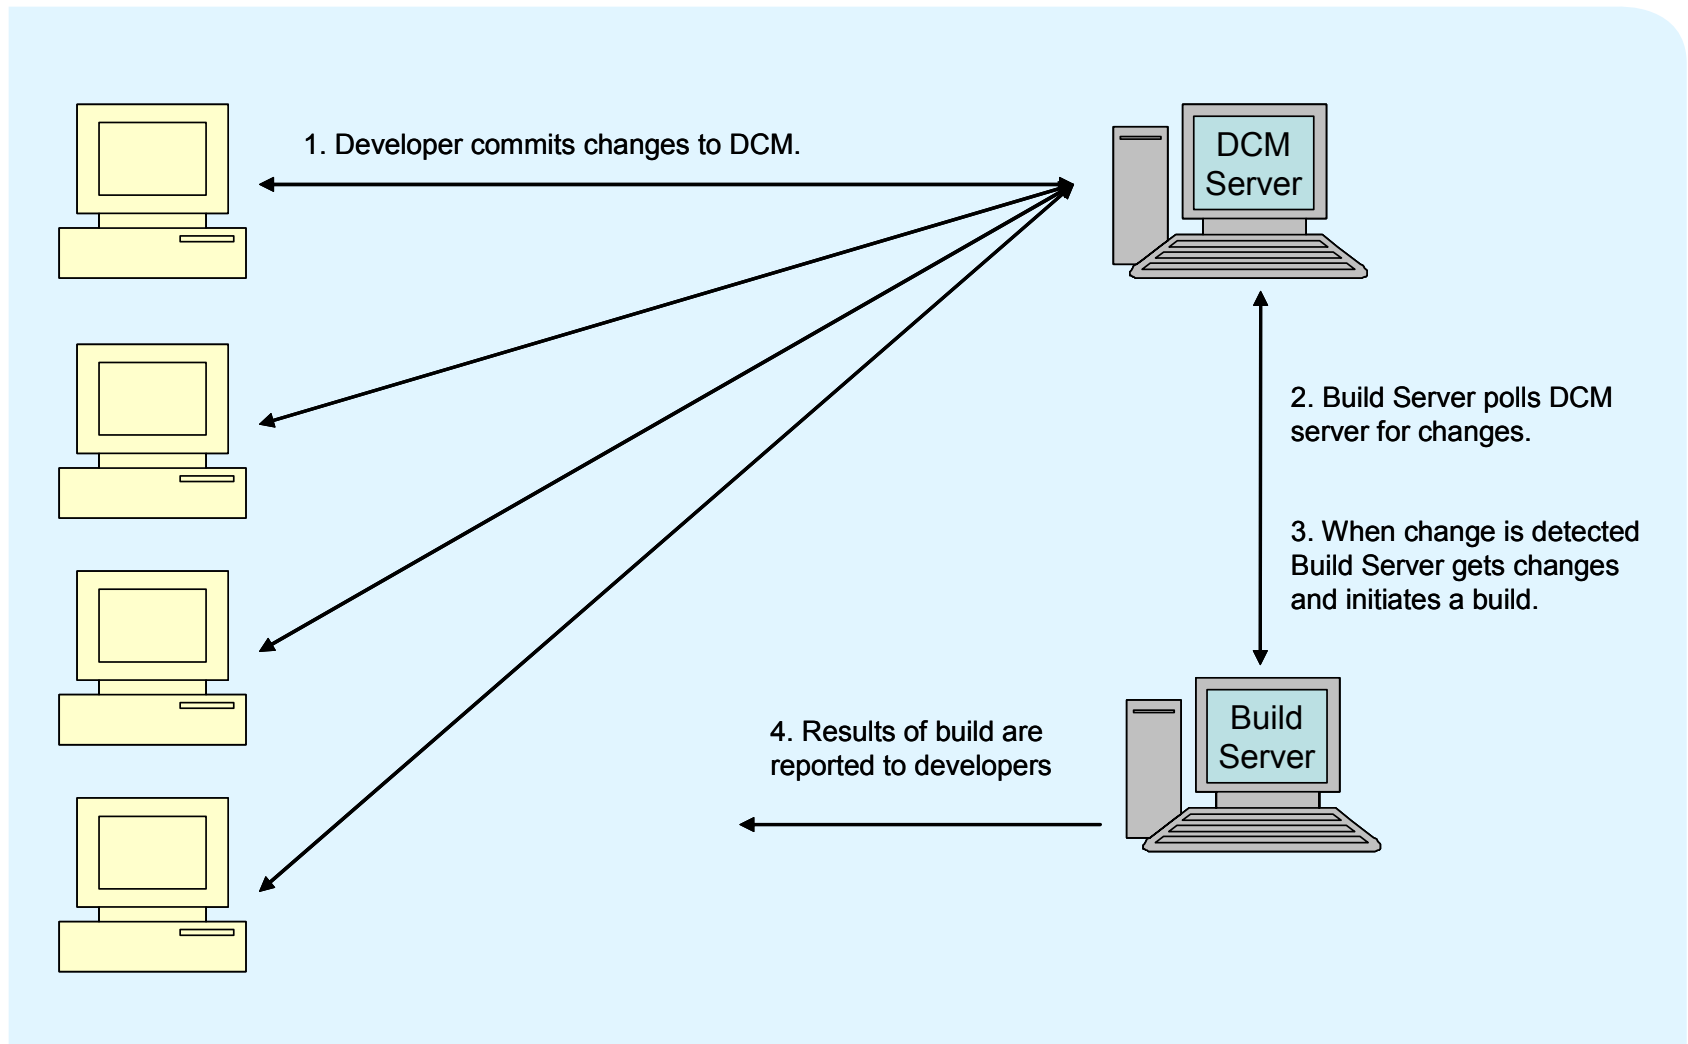 1. Developer commits changes to DCM.
DCM
Server
2. Build Server polls DCM
server for changes.
3. When change is detected
Build Server gets changes
and initiates a build.
4. Results of build are
reported to developers
Build
Server